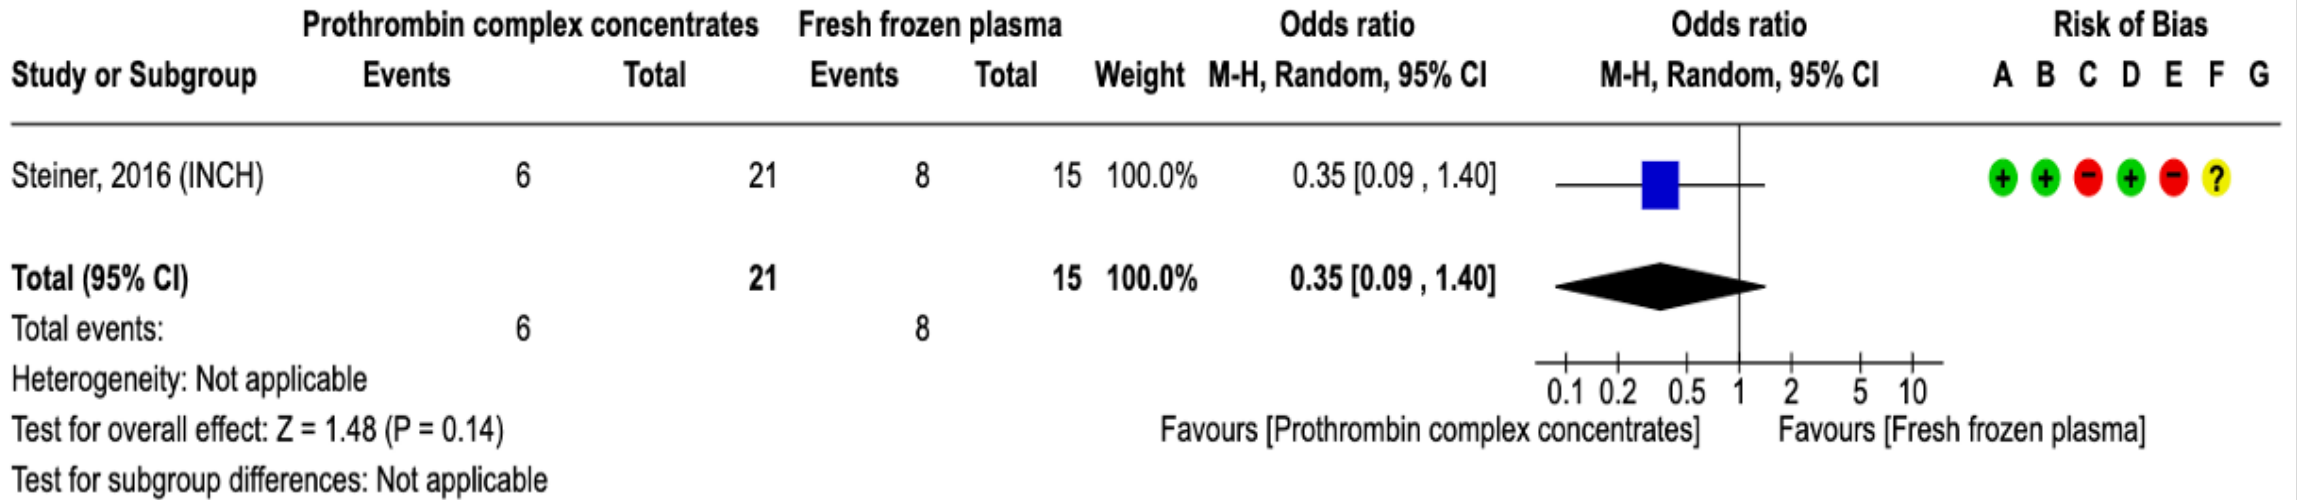 Prothrombin complex concentrates Fresh frozen plasma Odds ratio Odds ratio Risk of Bias
Study or Subgroup Events Total Events Total Weight M-H, Random, 95% CI M-H, Random, 95% CI A B C D E F G
Steiner, 2016 (INCH) 6 21 8 15 100.0% 0.35 [0.09 , 1.40] + + - + - ?
Total (95% CI) 21 15 100.0% 0.35 [0.09 , 1.40]
Total events: 6 8
Heterogeneity: Not applicable
0.1 0.2 0.5 1 2 5 10
Test for overall effect: Z = 1.48 (P = 0.14) Favours [Prothrombin complex concentrates] Favours [Fresh frozen plasma]
Test for subgroup differences: Not applicable